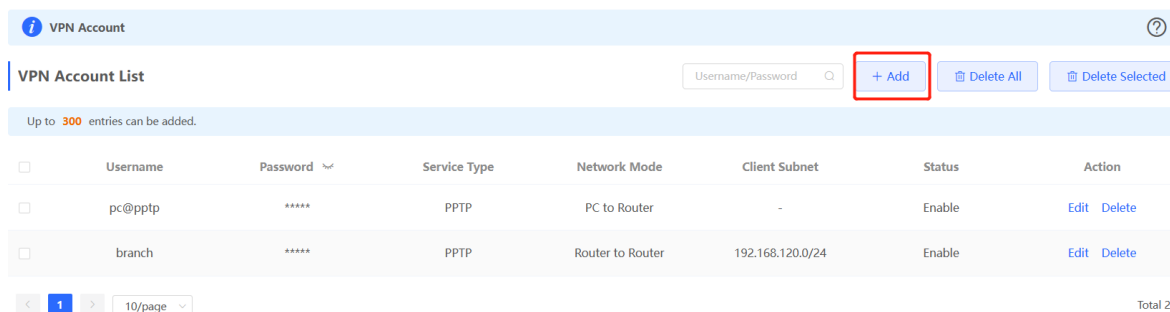 VPN Account
VPN Account List Username/Password + Add Delete All Delete Selected
Up to 300 entries can be added.
Username Password Service Type Network Mode Client Subnet Status Action
pc@pptp ***** PPTP PC to Router - Enable Edit Delete
branch ***** PPTP Router to Router 192.168.120.0/24 Enable Edit Delete
< 1 > 10/page Total 2